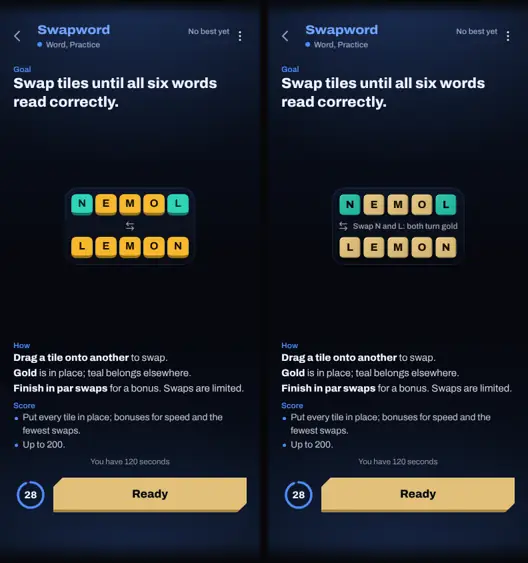 Swapword
No best yet
Word, Practice
Goal
Swap tiles until all six words
read correctly.
N E M O L
L E M O N
How
Drag a tile onto another to swap.
Gold is in place; teal belongs elsewhere.
Finish in par swaps for a bonus. Swaps are limited.
Score
Put every tile in place; bonuses for speed and the
fewest swaps.
Up to 200.
You have 120 seconds
28
Ready
Swapword
No best yet
Word, Practice
Goal
Swap tiles until all six words
read correctly.
N E M O L
Swap N and L: both turn gold
L E M O N
How
Drag a tile onto another to swap.
Gold is in place; teal belongs elsewhere.
Finish in par swaps for a bonus. Swaps are limited.
Score
Put every tile in place; bonuses for speed and the
fewest swaps.
Up to 200.
You have 120 seconds
28
Ready